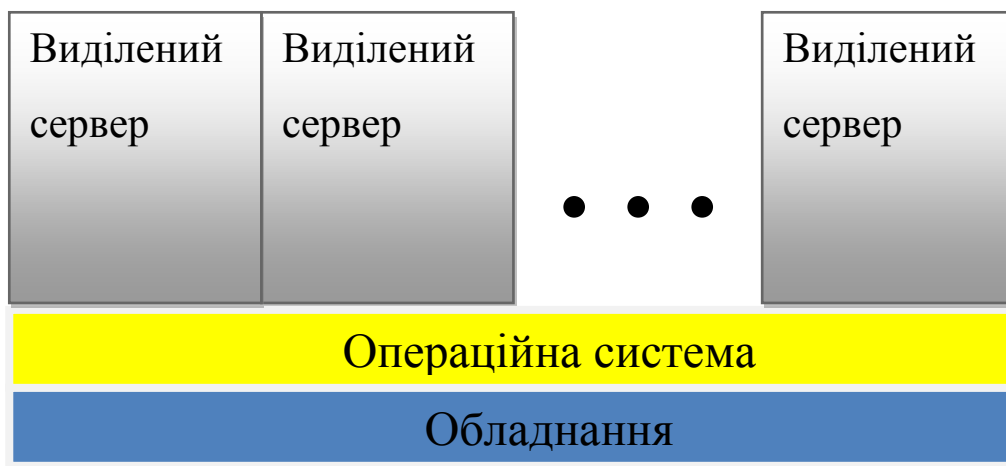 Виділений
сервер
Виділений
сервер
Виділений
сервер
Операційна система
Обладнання